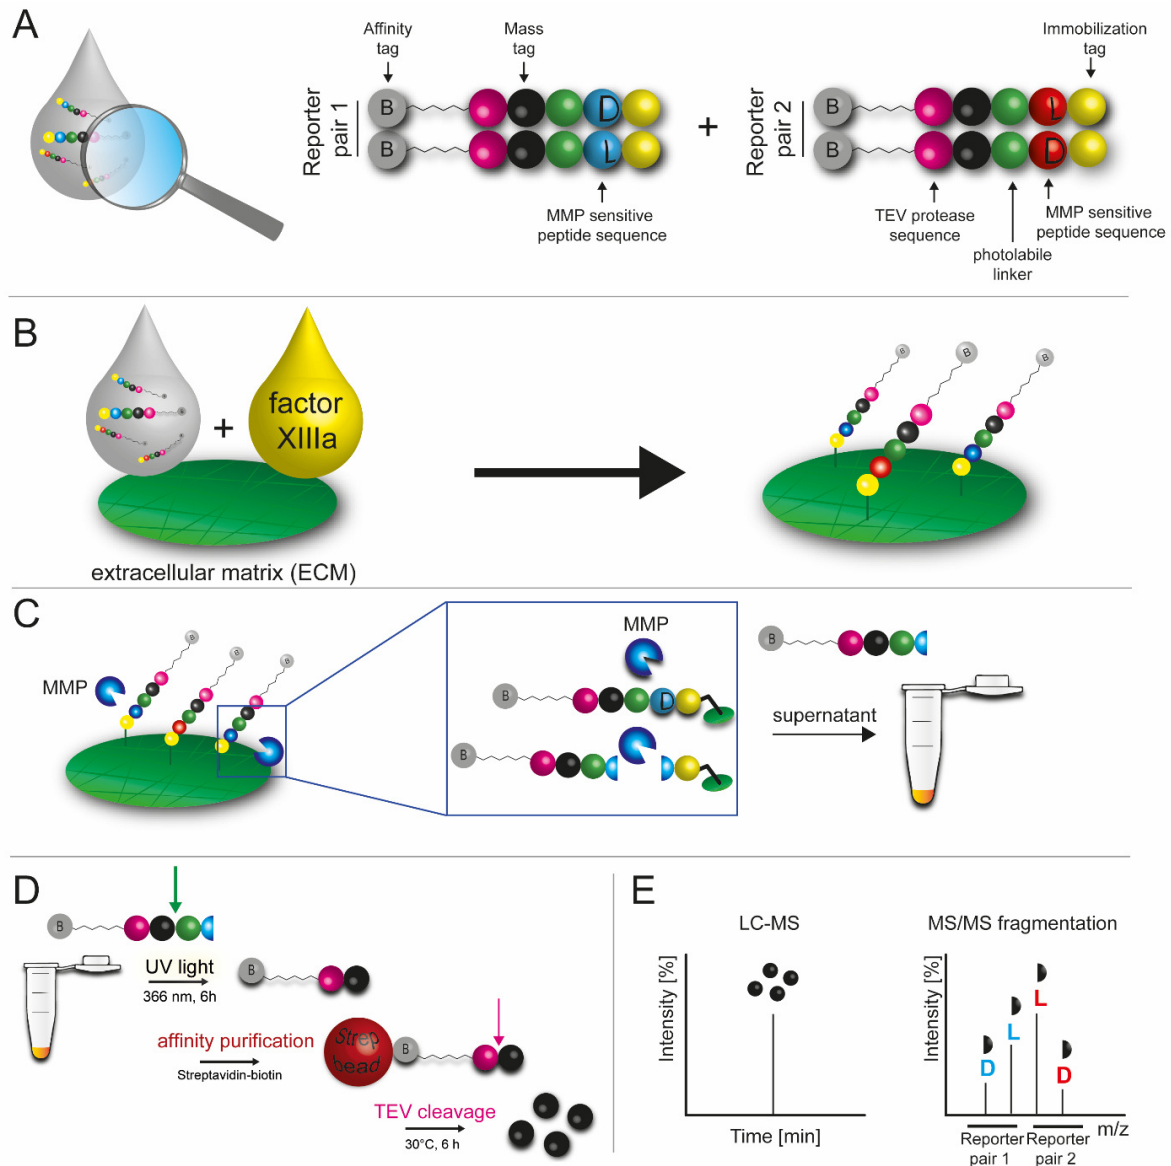 A
Affinity
tag
Mass
tag
Immobilization
tag
Reporter
pair 1
B
D
B
L
+
Reporter
pair 2
B
L
B
D
MMP sensitive
peptide sequence
TEV protease
sequence
MMP sensitive
peptide sequence
photolabile
linker
B
+
factor
XIIIa
B
B
B
extracellular matrix (ECM)
C
MMP
B
B
B
MMP
B
D
B
B
supernatant
D
B
UV light
366 nm, 6h
B
affinity purification
Streptavidin-biotin
Strep
bead
B
TEV cleavage
30°C, 6 h
E
LC-MS
Intensity [%]
Time [min]
MS/MS fragmentation
Intensity [%]
L
L
D
D
m/z
Reporter
pair 1
Reporter
pair 2